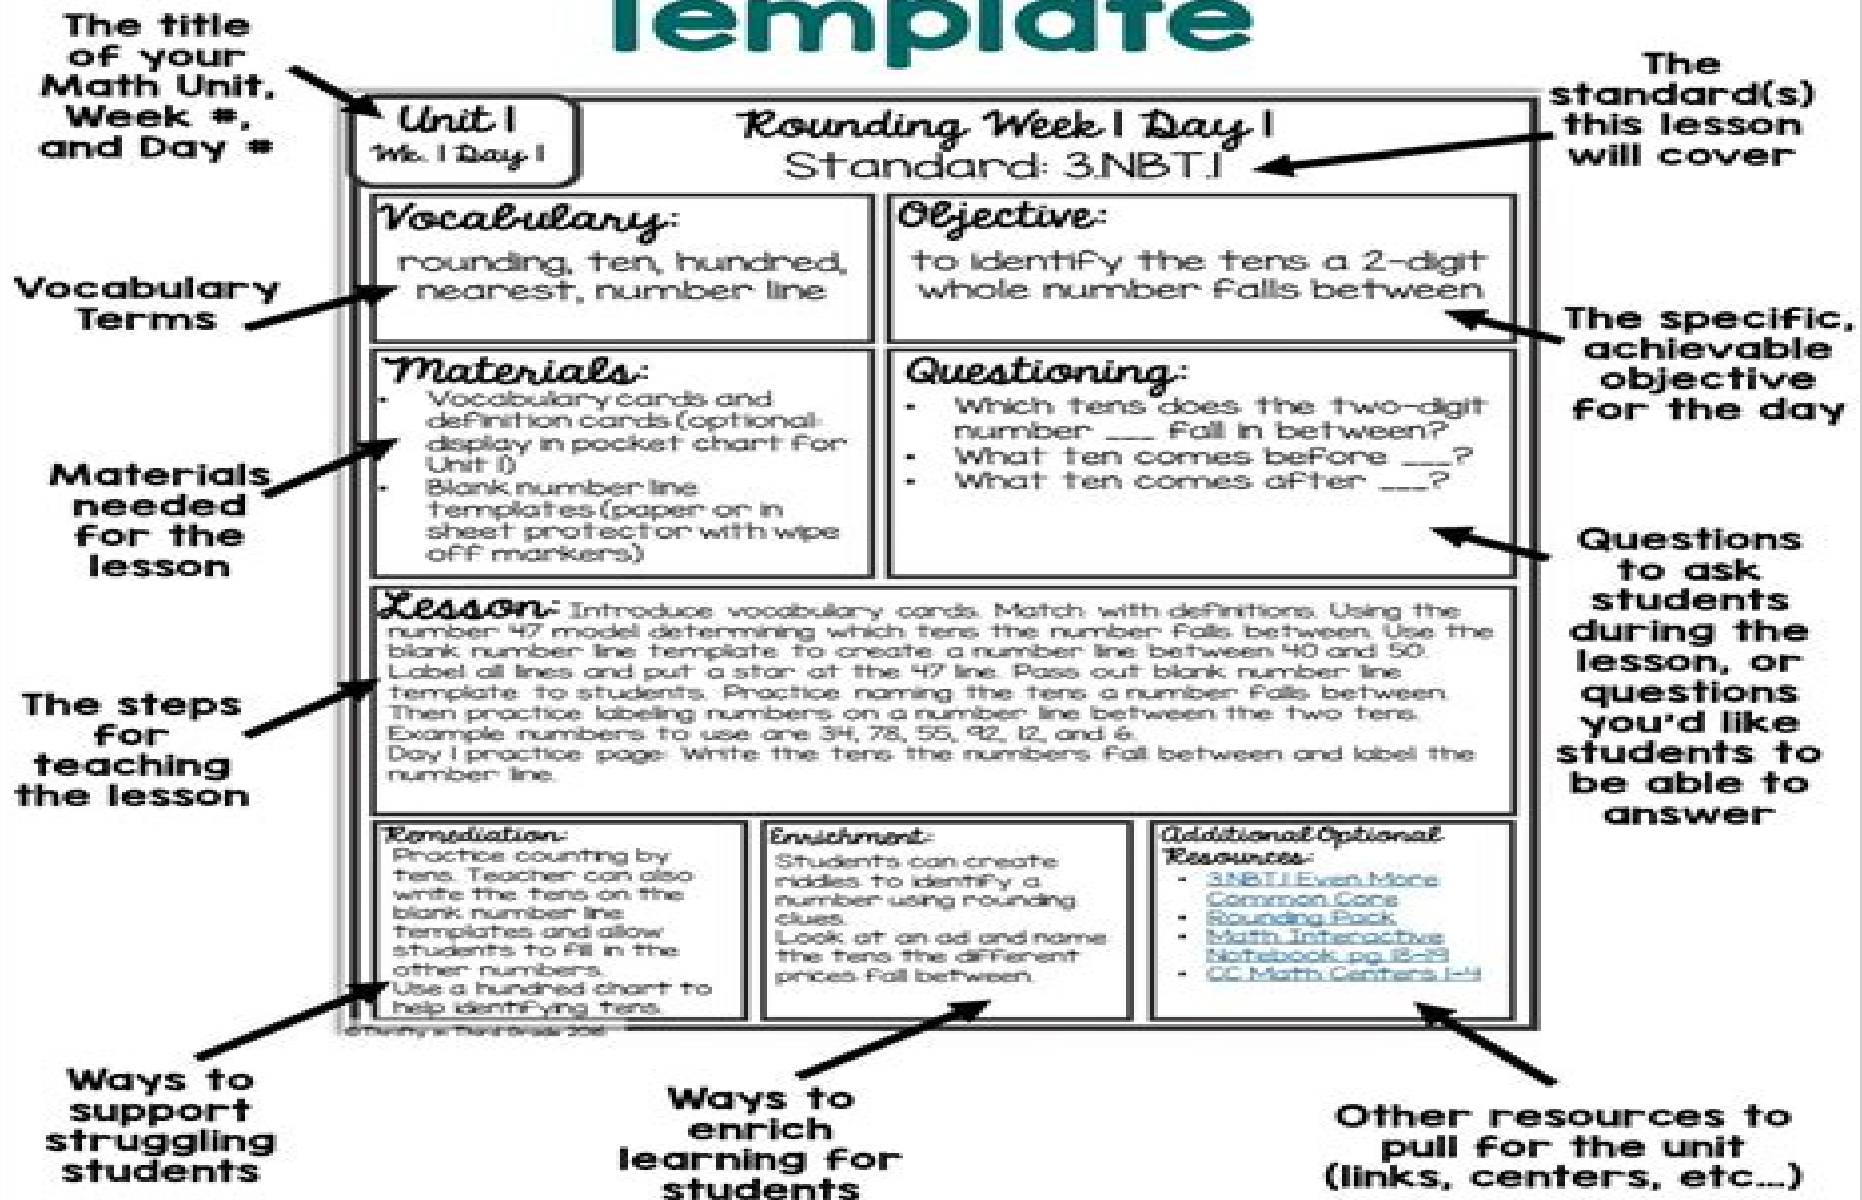 Template
The title
of your
Math Unit,
Week #,
and Day #
The
standard(s)
this lesson
will cover
Unit 1
Wk. 1 Day 1
Rounding Week 1 Day 1
Standard: 3.NBT.1
Vocabulary:
rounding, ten, hundred,
nearest, number line
Vocabulary
Terms
Objective:
to identify the tens a 2-digit
whole number falls between
The specific,
achievable
objective
for the day
Materials:
• Vocabulary cards and
definition cards (optional-
display in pocket chart for
Unit 1)
• Blank number line
templates (paper or in
sheet protector with wipe
off markers)
Materials
needed
for the
lesson
Questioning:
• Which tens does the two-digit
number ___ fall in between?
• What ten comes before ___?
• What ten comes after ___?
Questions
to ask
students
during the
lesson, or
questions
you'd like
students to
be able to
answer
Lesson: Introduce vocabulary cards. Match with definitions. Using the
number 47 model determining which tens the number falls between. Use the
blank number line template to create a number line between 40 and 50.
Label all lines and put a star at the 47 line. Pass out blank number line
template to students. Practice naming the tens a number falls between.
Then practice labeling numbers on a number line between the two tens.
Example numbers to use are 34, 78, 55, 92, 12, and 6.
Day 1 practice page: Write the tens the numbers fall between and label the
number line.
The steps
for
teaching
the lesson
Remediation:
Practice counting by
tens. Teacher can also
write the tens on the
blank number line
templates and allow
students to fill in the
other numbers.
Use a hundred chart to
help identifying tens.
Enrichment:
Students can create
riddles to identify a
number using rounding
clues.
Look at an ad and name
the tens the different
prices fall between.
Additional Optional
Resources:
• 3.NBT.1 Even More
Common Core
• Rounding Pack
• Math Interactive
Notebook pg 18-19
• CC Math Centers 1-4
©Thrifty in Third Grade 2016
Ways to
support
struggling
students
Ways to
enrich
learning for
students
Other resources to
pull for the unit
(links, centers, etc...)